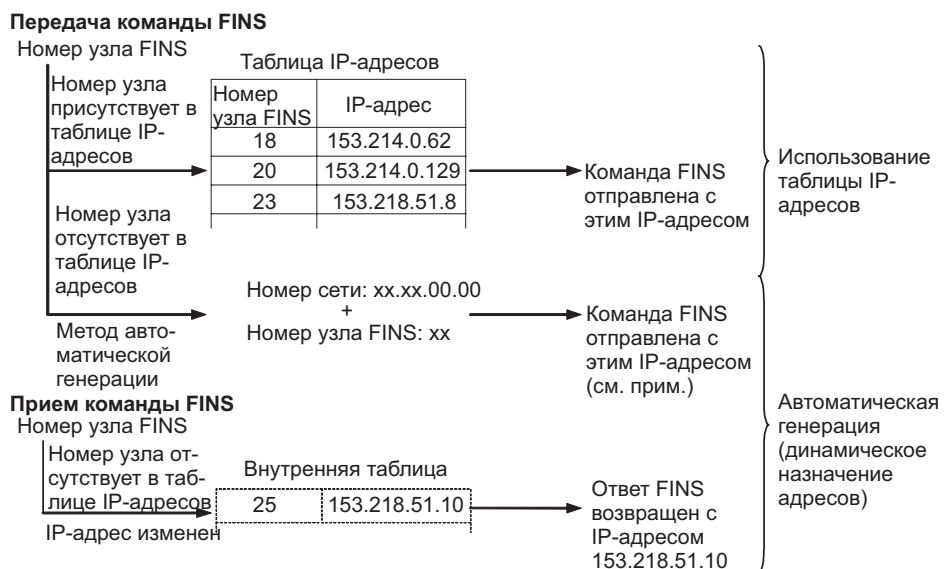 Передача команды FINS
Номер узла FINS
Номер узла
присутствует в
таблице IP-
адресов
Таблица IP-адресов
Номер
узла FINS
IP-адрес
18
153.214.0.62
20
153.214.0.129
23
153.218.51.8
Команда FINS
отправлена с
этим IP-адресом
Использование
таблицы IP-
адресов
Номер узла
отсутствует в
таблице IP-
адресов
Метод авто-
матической
генерации
Номер сети: xx.xx.00.00
+
Номер узла FINS: xx
Команда FINS
отправлена с
этим IP-адресом
(см. прим.)
Прием команды FINS
Номер узла FINS
Номер узла от-
сутствует в таб-
лице IP-адресов
IP-адрес изменен
Внутренняя таблица
25
153.218.51.10
Ответ FINS
возвращен с
IP-адресом
153.218.51.10
Автоматическая
генерация
(динамическое
назначение
адресов)